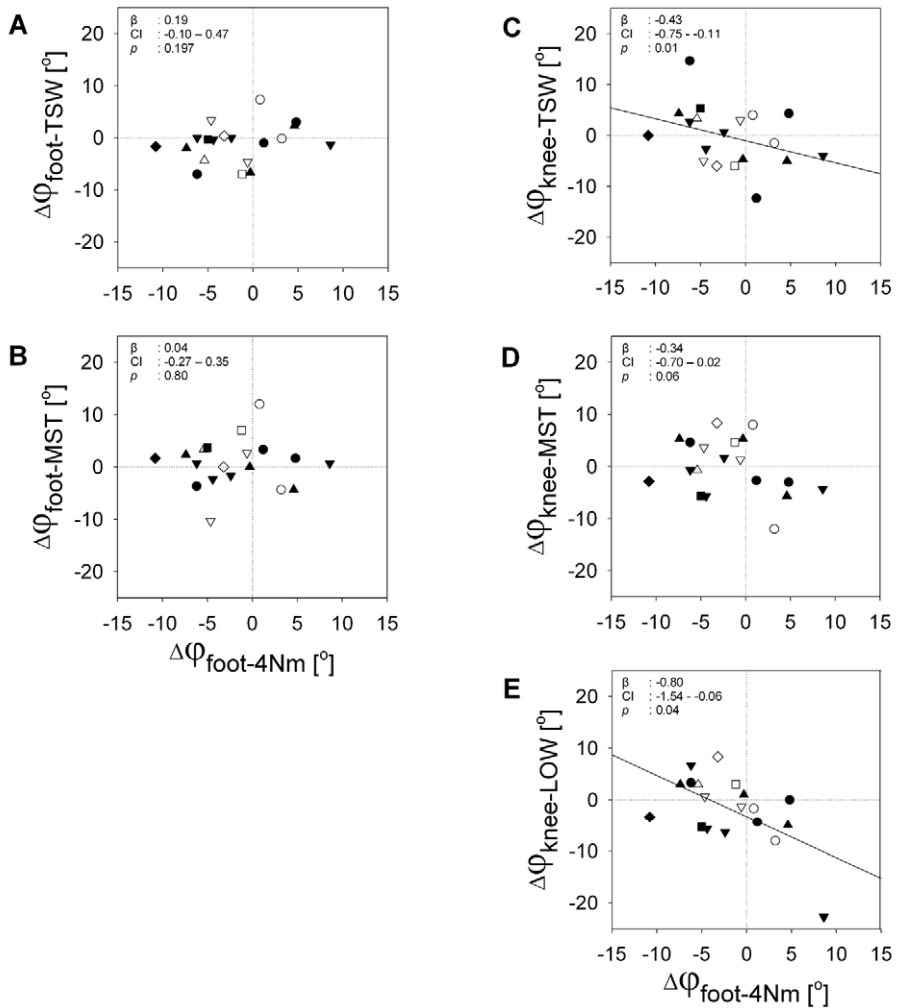 A
β : 0.19
CI : -0.10 – 0.47
p : 0.197
Δφfoot-TSW [º]
20
10
0
-10
-20
-15 -10 -5 0 5 10 15
B
β : 0.04
CI : -0.27 – 0.35
p : 0.80
Δφfoot-MST [º]
20
10
0
-10
-20
-15 -10 -5 0 5 10 15
Δφfoot-4Nm [º]
C
β : -0.43
CI : -0.75 - -0.11
p : 0.01
Δφknee-TSW [º]
20
10
0
-10
-20
-15 -10 -5 0 5 10 15
D
β : -0.34
CI : -0.70 – 0.02
p : 0.06
Δφknee-MST [º]
20
10
0
-10
-20
-15 -10 -5 0 5 10 15
E
β : -0.80
CI : -1.54 - -0.06
p : 0.04
Δφknee-LOW [º]
20
10
0
-10
-20
-15 -10 -5 0 5 10 15
Δφfoot-4Nm [º]